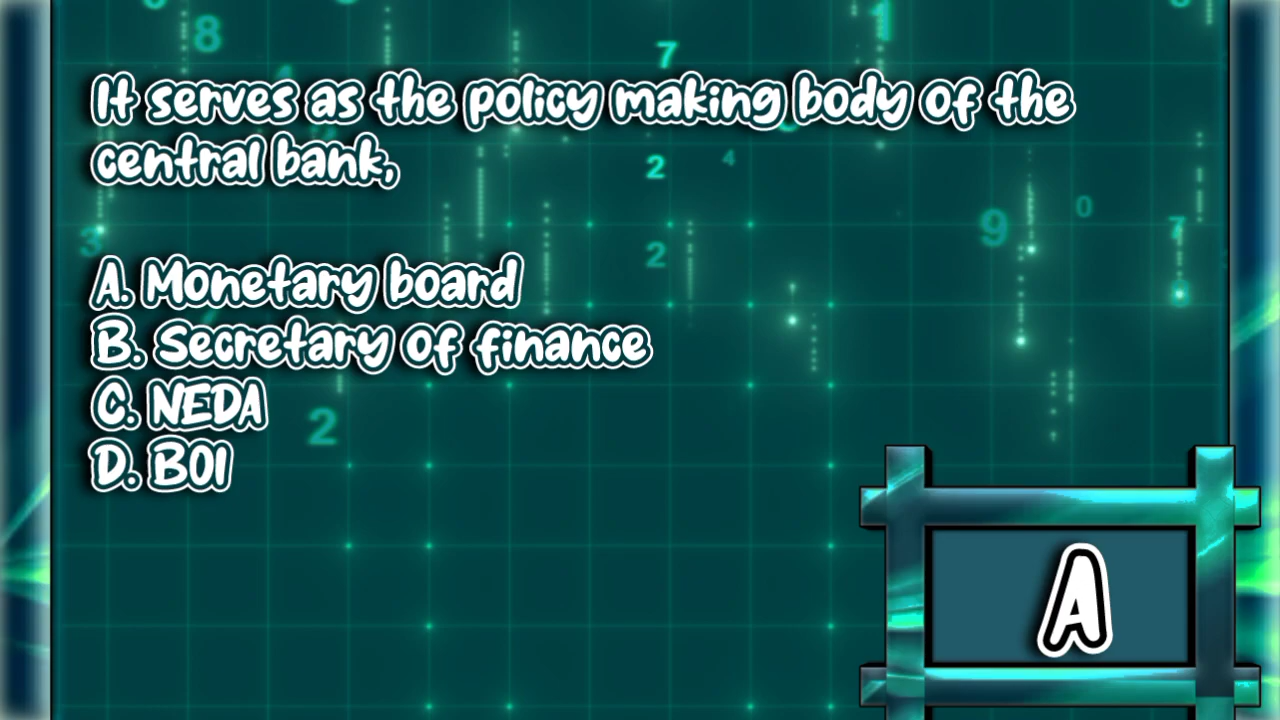 It serves as the policy making body of the
central bank,
A. Monetary board
B. Secretary of finance
C. NEDA
D. BOI
A